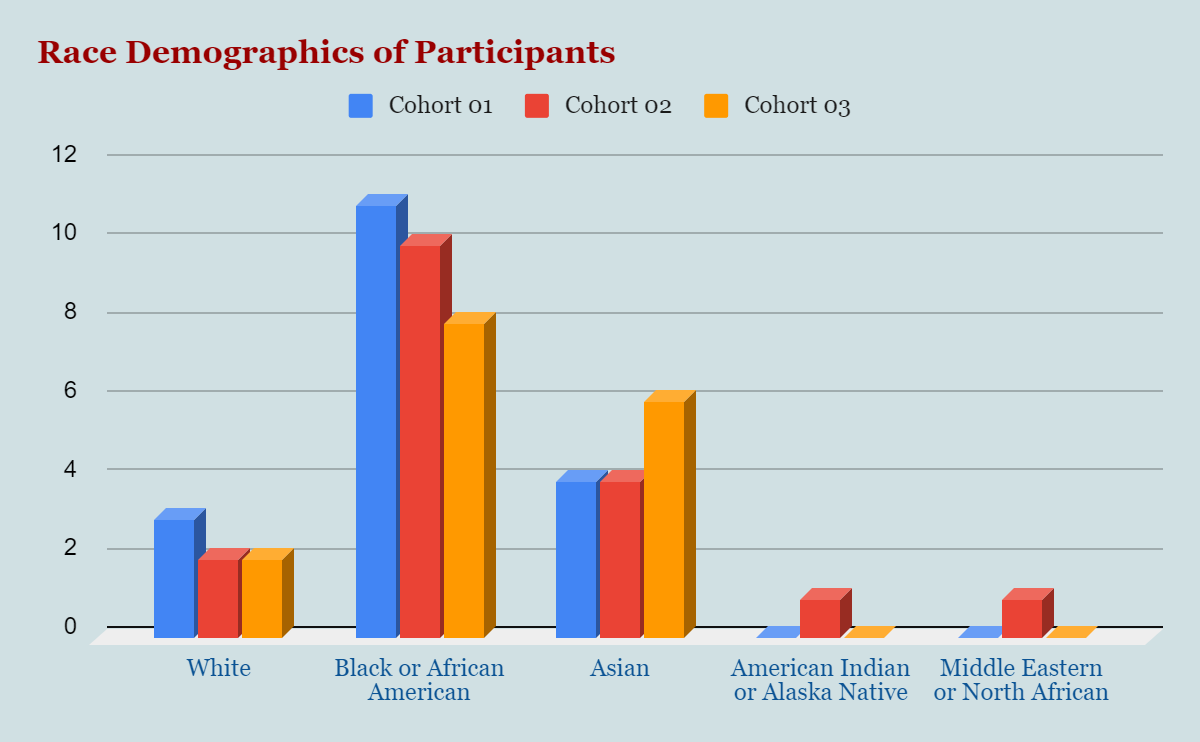 Race Demographics of Participants
Cohort 01 Cohort 02 Cohort 03
12
10
8
6
4
2
0
White
Black or African
American
Asian
American Indian
or Alaska Native
Middle Eastern
or North African